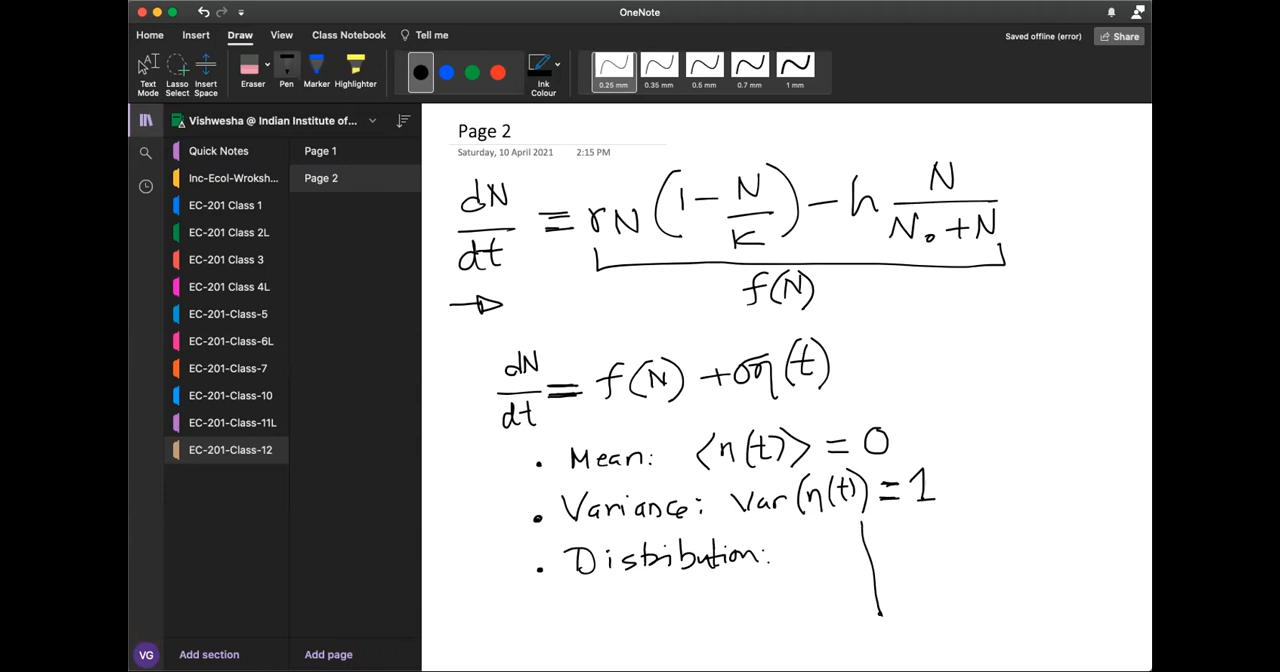 OneNote
Home Insert Draw View Class Notebook Tell me
Saved offline (error) Share
Text Mode Lasso Select Insert Space Eraser Pen Marker Highlighter Ink Colour 0.25 mm 0.35 mm 0.5 mm 0.7 mm 1 mm
Vishwesha @ Indian Institute of...
Quick Notes
Inc-Ecol-Wroksh...
EC-201 Class 1
EC-201 Class 2L
EC-201 Class 3
EC-201 Class 4L
EC-201-Class-5
EC-201-Class-6L
EC-201-Class-7
EC-201-Class-10
EC-201-Class-11L
EC-201-Class-12
Page 1
Page 2
VG Add section Add page
Page 2
Saturday, 10 April 2021 2:15 PM
dN/dt = rN(1 - N/K) - h N/(N₀ + N)
f(N)
dN/dt = f(N) + ση(t)
• Mean: ⟨η(t)⟩ = 0
• Variance: Var(η(t)) = 1
• Distribution: